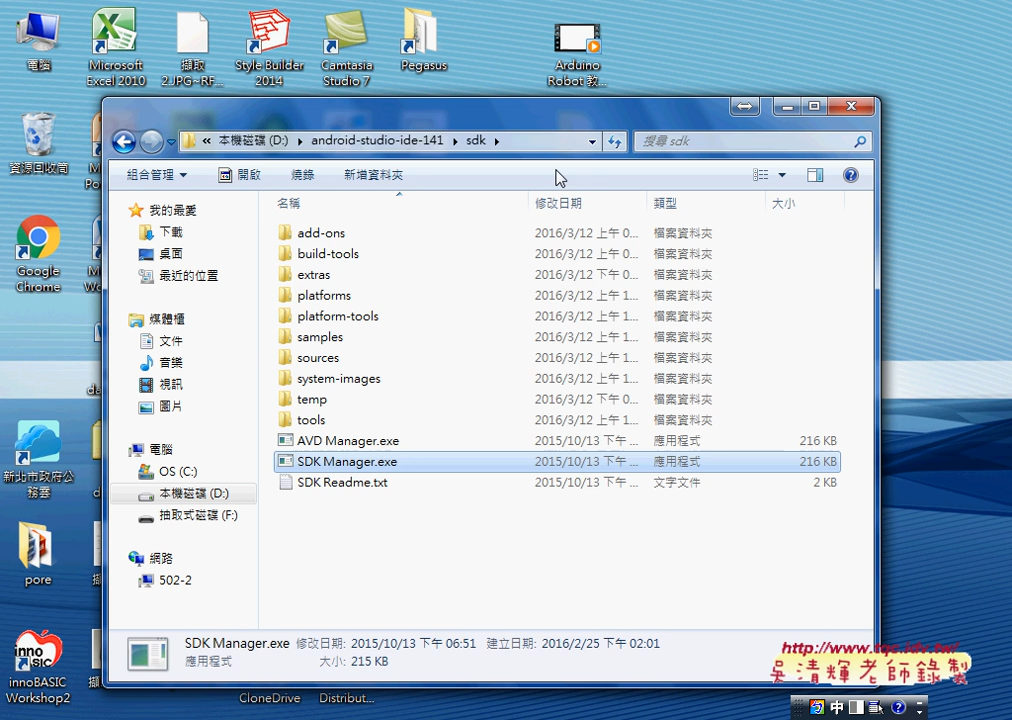 電腦
Microsoft
Excel 2010
擷取
2.JPG~RF...
Style Builder
2014
Camtasia
Studio 7
Pegasus
Arduino
Robot 教...
資源回收筒
Google
Chrome
新北市政府公
務雲
pore
innoBASIC
Workshop2
CloneDrive
Distribut...
« 本機磁碟 (D:) ▸ android-studio-ide-141 ▸ sdk ▸
搜尋 sdk
組合管理 ▼ 開啟 燒錄 新增資料夾
我的最愛
下載
桌面
最近的位置
媒體櫃
文件
音樂
視訊
圖片
電腦
OS (C:)
本機磁碟 (D:)
抽取式磁碟 (F:)
網路
502-2
名稱 修改日期 類型 大小
add-ons 2016/3/12 上午 0... 檔案資料夾
build-tools 2016/3/12 上午 0... 檔案資料夾
extras 2016/3/12 下午 0... 檔案資料夾
platforms 2016/3/12 上午 1... 檔案資料夾
platform-tools 2016/3/12 上午 1... 檔案資料夾
samples 2016/3/12 上午 1... 檔案資料夾
sources 2016/3/12 上午 1... 檔案資料夾
system-images 2016/3/12 上午 1... 檔案資料夾
temp 2016/3/12 下午 0... 檔案資料夾
tools 2016/3/12 上午 1... 檔案資料夾
AVD Manager.exe 2015/10/13 下午 ... 應用程式 216 KB
SDK Manager.exe 2015/10/13 下午 ... 應用程式 216 KB
SDK Readme.txt 2015/10/13 下午 ... 文字文件 2 KB
SDK Manager.exe 修改日期: 2015/10/13 下午 06:51 建立日期: 2016/2/25 下午 02:01
應用程式 大小: 215 KB
吳清輝老師錄製
中